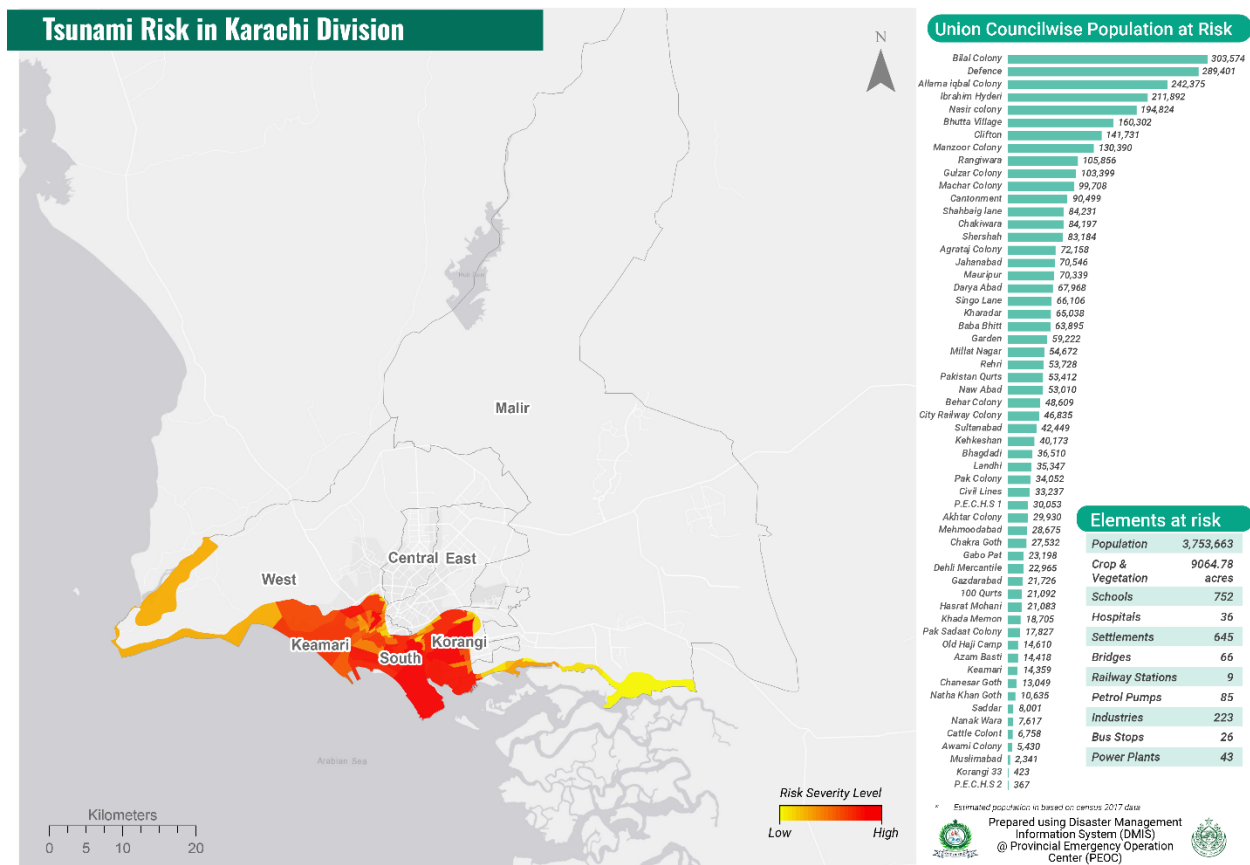 Tsunami Risk in Karachi Division
N
Malir
Central East
West
Keamari
South
Korangi
Arabian Sea
Kilometers
0 5 10 20
Risk Severity Level
Low High
Union Councilwise Population at Risk
Bilal Colony 303,574
Defence 289,401
Allama iqbal Colony 242,375
Ibrahim Hyderi 211,892
Nasir colony 194,824
Bhutta Village 160,302
Clifton 141,731
Manzoor Colony 130,390
Rangiwara 105,856
Gulzar Colony 103,399
Machar Colony 99,708
Cantonment 90,499
Shahbaig lane 84,231
Chakiwara 84,197
Shershah 83,184
Agrataj Colony 72,158
Jahanabad 70,546
Mauripur 70,339
Darya Abad 67,968
Singo Lane 66,106
Kharadar 65,038
Baba Bhitt 63,895
Garden 59,222
Millat Nagar 54,672
Rehri 53,728
Pakistan Qurts 53,412
Naw Abad 53,010
Behar Colony 48,609
City Railway Colony 46,835
Sultanabad 42,449
Kehkeshan 40,173
Bhagdadi 36,510
Landhi 35,347
Pak Colony 34,052
Civil Lines 33,237
P.E.C.H.S 1 30,053
Akhtar Colony 29,930
Mehmoodabad 28,675
Chakra Goth 27,532
Gabo Pat 23,198
Dehli Mercantile 22,965
Gazdarabad 21,726
100 Qurts 21,092
Hasrat Mohani 21,083
Khada Memon 18,705
Pak Sadaat Colony 17,827
Old Haji Camp 14,610
Azam Basti 14,418
Keamari 14,359
Chanesar Goth 13,049
Natha Khan Goth 10,635
Saddar 8,001
Nanak Wara 7,617
Cattle Colont 6,758
Awami Colony 5,430
Muslimabad 2,341
Korangi 33 423
P.E.C.H.S 2 367
Elements at risk
Population 3,753,663
Crop & Vegetation 9064.78 acres
Schools 752
Hospitals 36
Settlements 645
Bridges 66
Railway Stations 9
Petrol Pumps 85
Industries 223
Bus Stops 26
Power Plants 43
* Estimated population in based on census 2017 data
Prepared using Disaster Management
Information System (DMIS)
@ Provincial Emergency Operation
Center (PEOC)